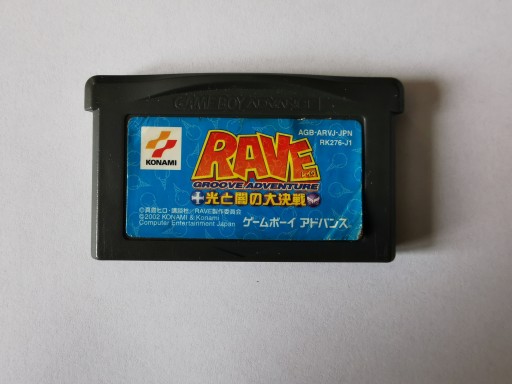 GAME BOY ADVANCE
KONAMI
RAVE
GROOVE ADVENTURE
光と闇の大決戦
AGB-ARVJ-JPN
RK276-J1
©真島ヒロ・講談社/RAVE製作委員会
©2002 KONAMI & Konami
Computer Entertainment Japan
ゲームボーイ アドバンス